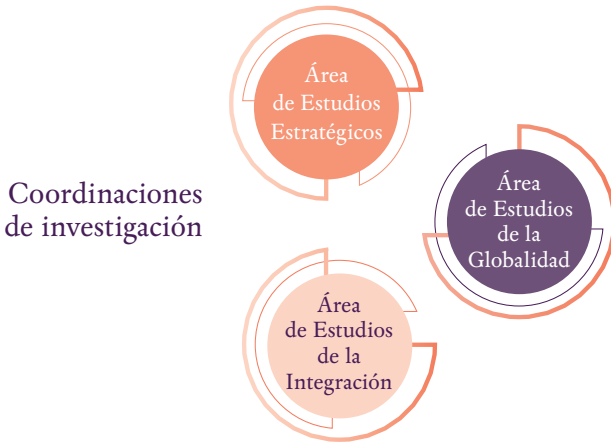 Coordinaciones
de investigación
Área
de Estudios
Estratégicos
Área
de Estudios
de la
Globalidad
Área
de Estudios
de la
Integración